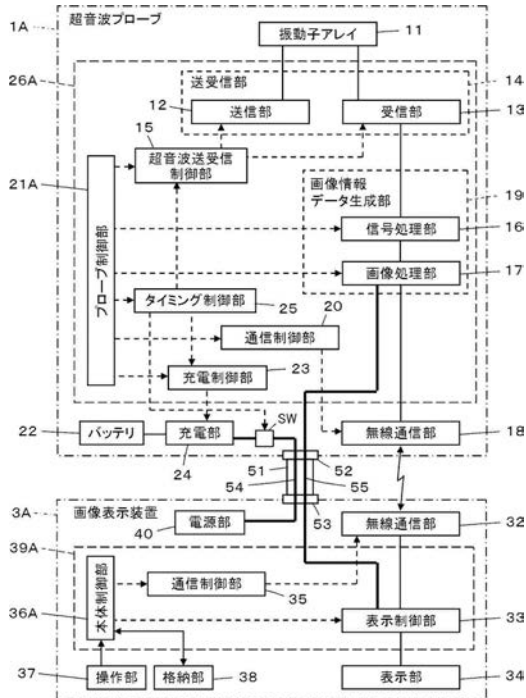 1A
超音波プローブ
振動子アレイ
11
26A
送受信部
14
12
送信部
受信部
13
15
超音波送受信
制御部
21A
画像情報
データ生成部
19
信号処理部
16
プローブ制御部
画像処理部
17
タイミング制御部
25
20
通信制御部
23
充電制御部
SW
22
バッテリ
充電部
24
無線通信部
18
51
52
54
55
53
3A
画像表示装置
電源部
40
無線通信部
32
39A
本体制御部
通信制御部
35
36A
表示制御部
33
37
操作部
格納部
38
表示部
34